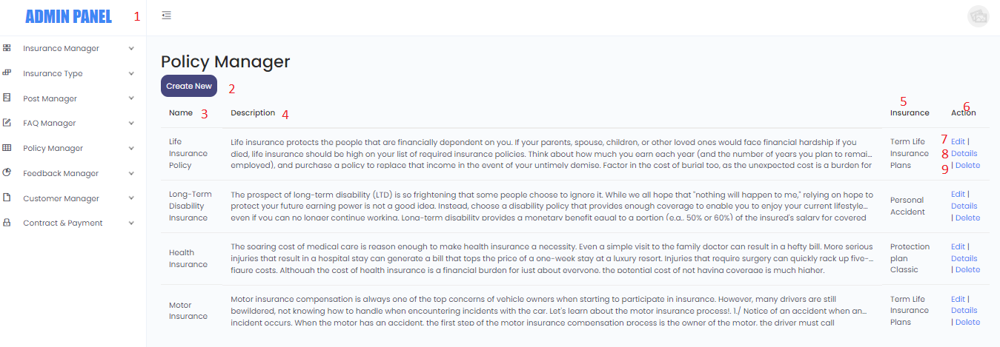 ADMIN PANEL 1
Insurance Manager
Insurance Type
Post Manager
FAQ Manager
Policy Manager
Feedback Manager
Customer Manager
Contract & Payment
Policy Manager
Create New 2
Name 3 Description 4 5 Insurance 6 Action
Life
Insurance
Policy
Life insurance protects the people that are financially dependent on you. If your parents, spouse, children, or other loved ones would face financial hardship if you
died, life insurance should be high on your list of required insurance policies. Think about how much you earn each year (and the number of years you plan to remai...
employed), and purchase a policy to replace that income in the event of your untimely demise. Factor in the cost of burial too, as the unexpected cost is a burden for
Term Life
Insurance
Plans
7 Edit |
8 Details
9 | Delete
Long-Term
Disability
Insurance
The prospect of long-term disability (LTD) is so frightening that some people choose to ignore it. While we all hope that "nothing will happen to me," relying on hope to
protect your future earning power is not a good idea. Instead, choose a disability policy that provides enough coverage to enable you to enjoy your current lifestyle...
even if you can no longer continue working. Long-term disability provides a monetary benefit equal to a portion (e.g., 50% or 60%) of the insured's salary for covered
Personal
Accident
Edit |
Details
| Delete
Health
Insurance
The soaring cost of medical care is reason enough to make health insurance a necessity. Even a simple visit to the family doctor can result in a hefty bill. More serious
injuries that result in a hospital stay can generate a bill that tops the price of a one-week stay at a luxury resort. Injuries that require surgery can quickly rack up five-...
figure costs. Although the cost of health insurance is a financial burden for just about everyone, the potential cost of not having coverage is much higher.
Protection
plan
Classic
Edit |
Details
| Delete
Motor
Insurance
Motor insurance compensation is always one of the top concerns of vehicle owners when starting to participate in insurance. However, many drivers are still
bewildered, not knowing how to handle when encountering incidents with the car. Let's learn about the motor insurance process!. 1./ Notice of an accident when an...
incident occurs. When the motor has an accident, the first step of the motor insurance compensation process is the owner of the motor, the driver must call
Term Life
Insurance
Plans
Edit |
Details
| Delete